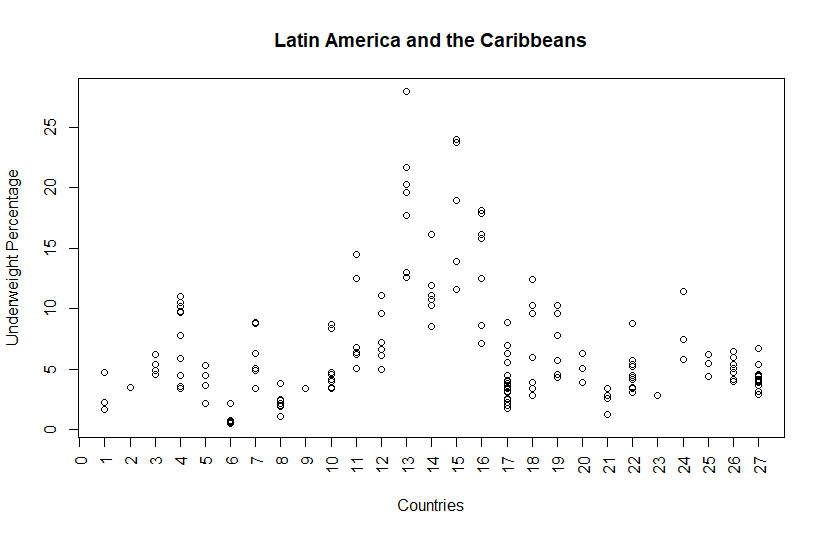 Latin America and the Caribbeans
Underweight Percentage
25
20
15
10
5
0
0 1 2 3 4 5 6 7 8 9 10 11 12 13 14 15 16 17 18 19 20 21 22 23 24 25 26 27
Countries